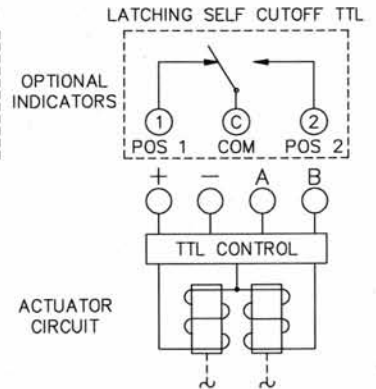 LATCHING SELF CUTOFF TTL
OPTIONAL
INDICATORS
1 C 2
POS 1 COM POS 2
+ − A B
TTL CONTROL
ACTUATOR
CIRCUIT